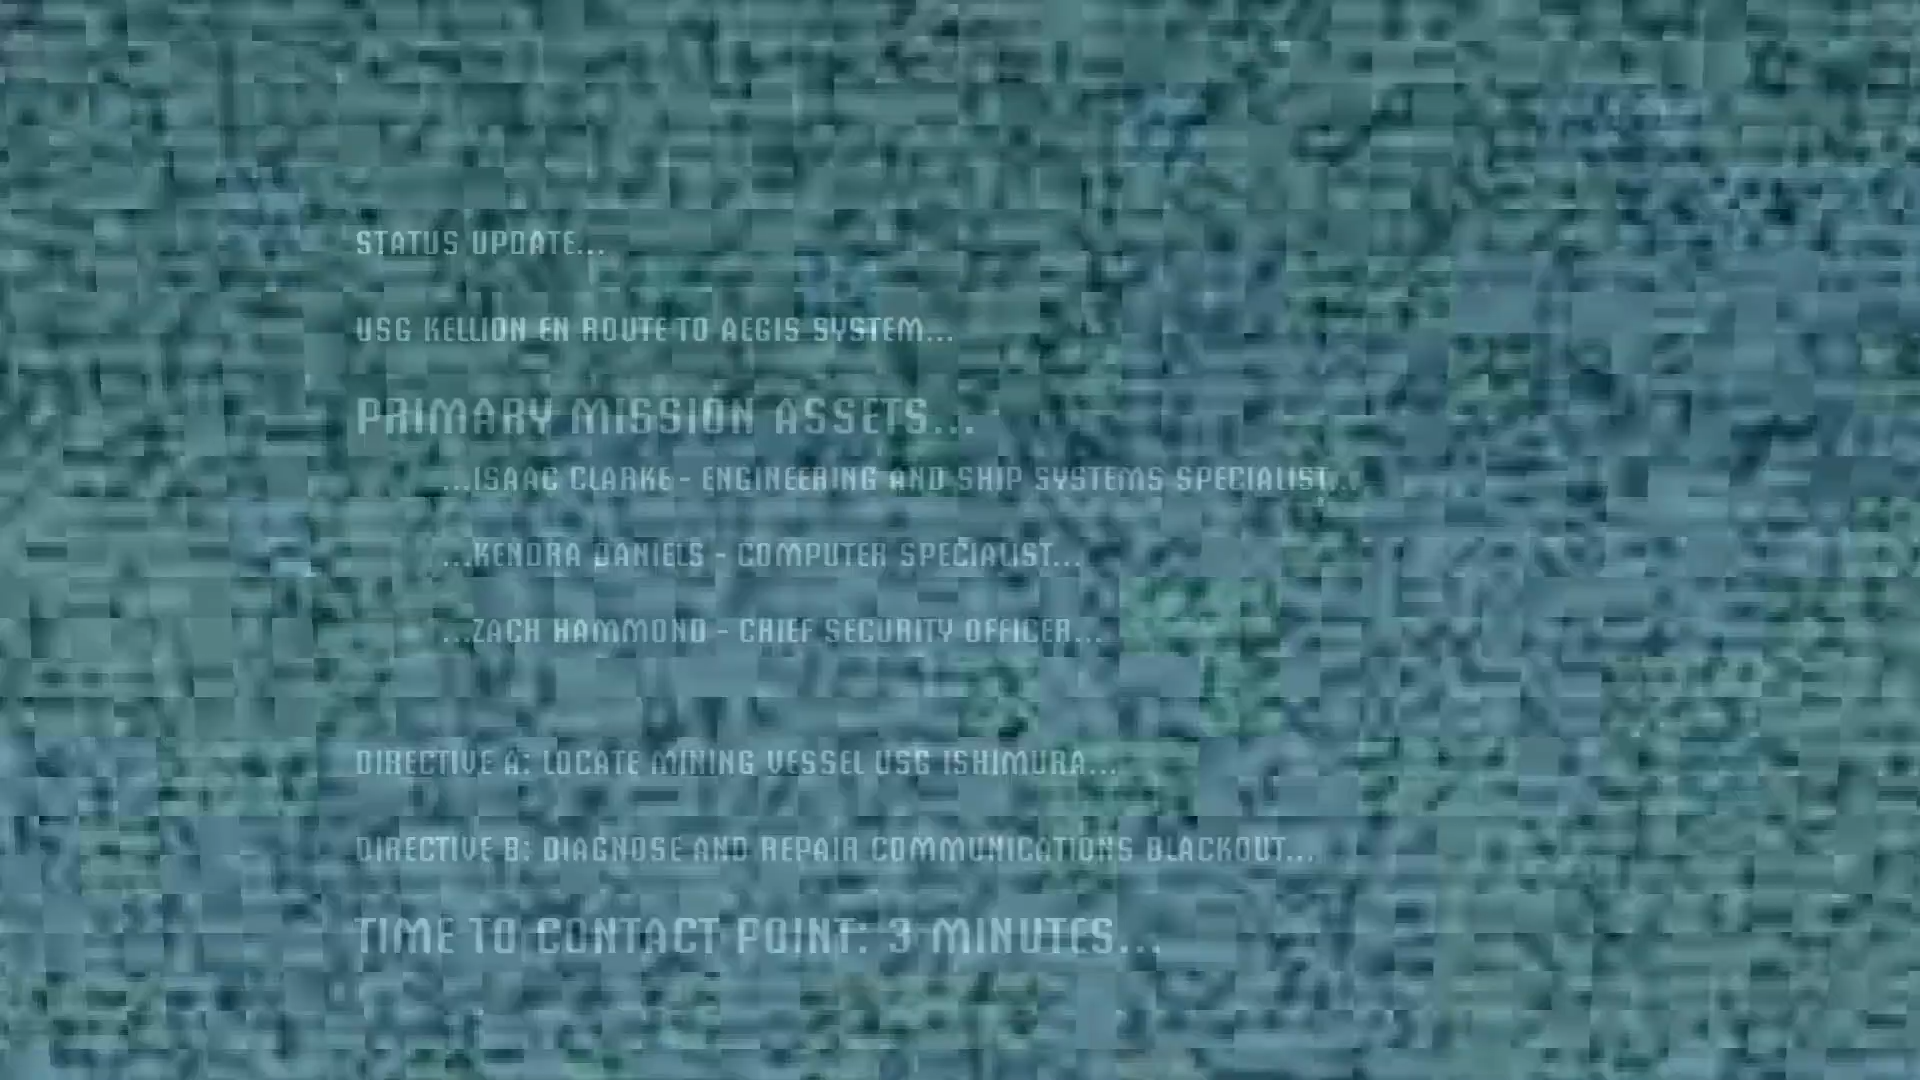 STATUS UPDATE...
USG KELLION EN ROUTE TO AEGIS SYSTEM...
PRIMARY MISSION ASSETS...
...ISAAC CLARKE - ENGINEERING AND SHIP SYSTEMS SPECIALIST...
...KENDRA DANIELS - COMPUTER SPECIALIST...
...ZACH HAMMOND - CHIEF SECURITY OFFICER...
DIRECTIVE A: LOCATE MINING VESSEL USG ISHIMURA...
DIRECTIVE B: DIAGNOSE AND REPAIR COMMUNICATIONS BLACKOUT...
TIME TO CONTACT POINT: 3 MINUTES...